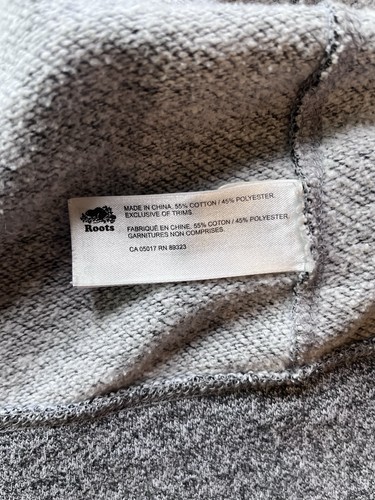 Roots
MADE IN CHINA. 55% COTTON / 45% POLYESTER.
EXCLUSIVE OF TRIMS.
FABRIQUÉ EN CHINE. 55% COTON / 45% POLYESTER.
GARNITURES NON COMPRISES.
CA 05017 RN 89323